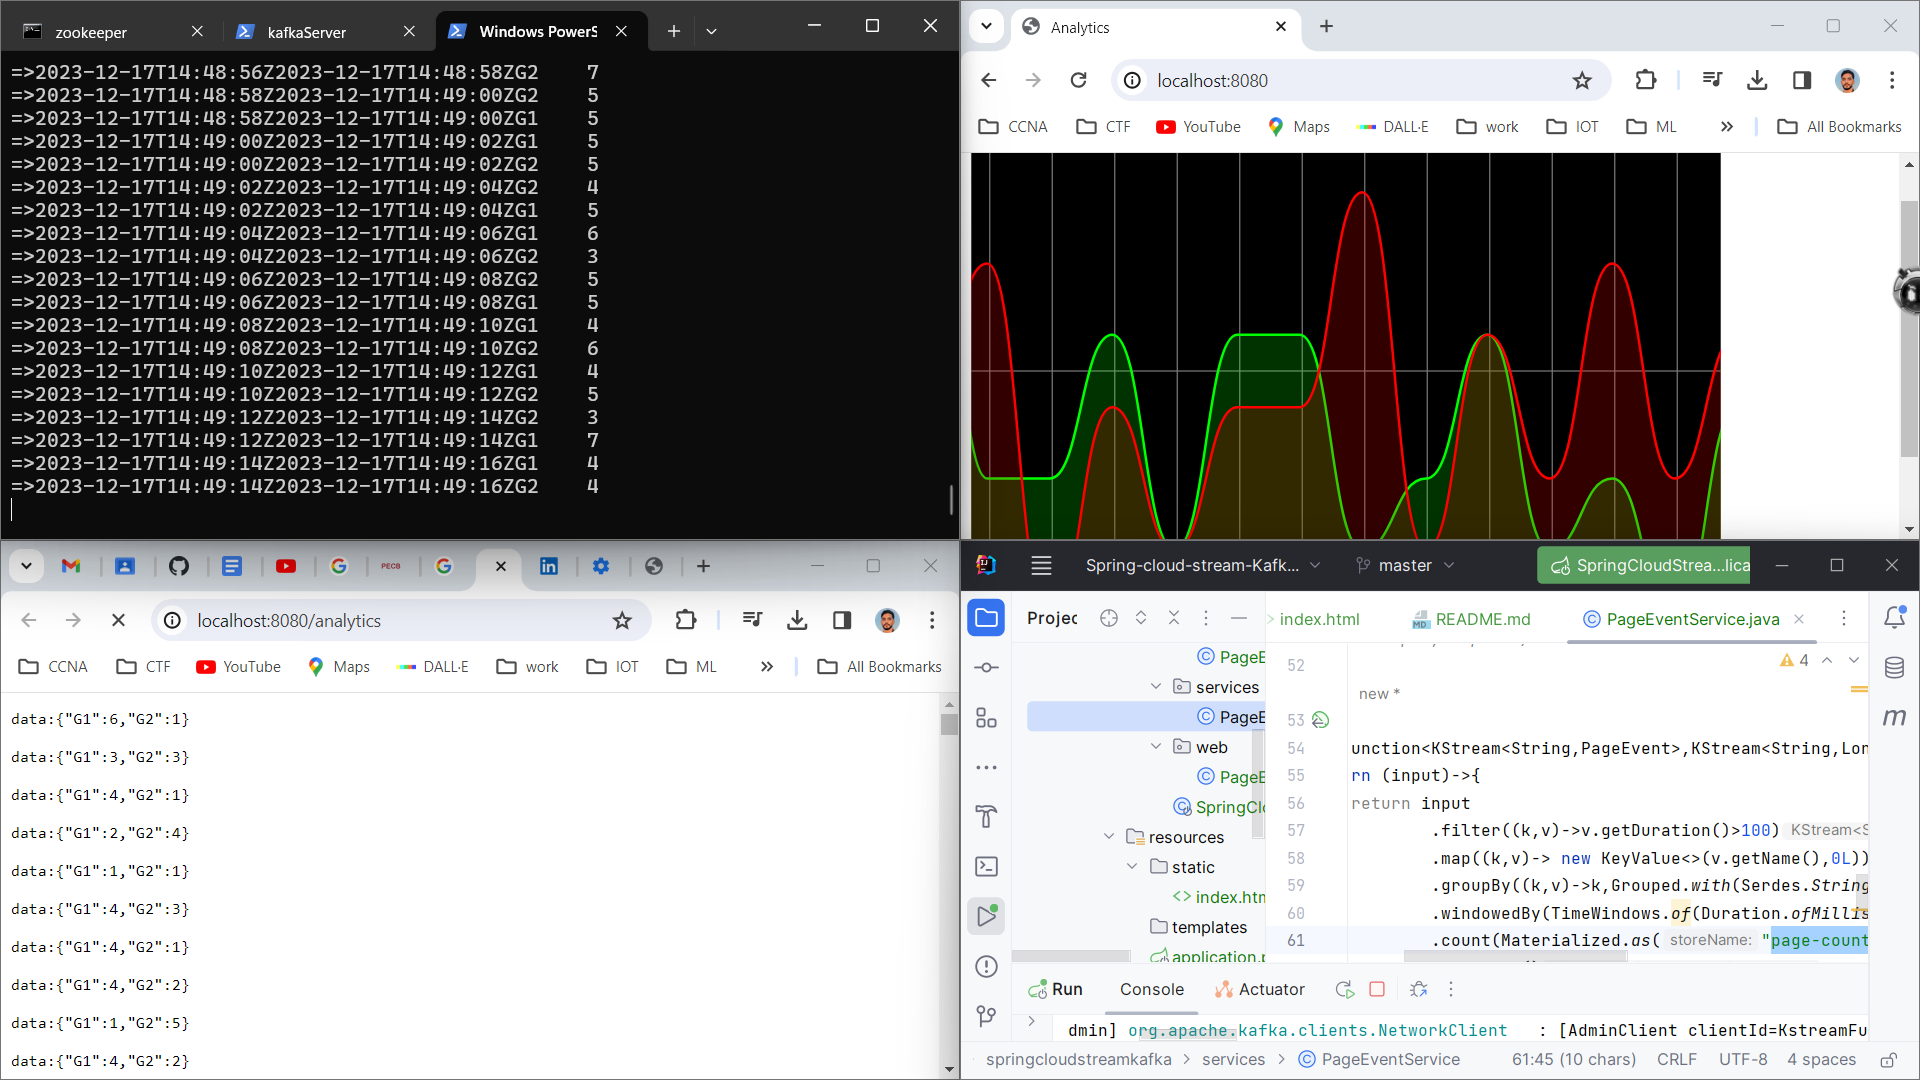 zookeeper
kafkaServer
Windows PowerS
=>2023-12-17T14:48:56Z2023-12-17T14:48:58ZG2 7
=>2023-12-17T14:48:58Z2023-12-17T14:49:00ZG2 5
=>2023-12-17T14:48:58Z2023-12-17T14:49:00ZG1 5
=>2023-12-17T14:49:00Z2023-12-17T14:49:02ZG1 5
=>2023-12-17T14:49:00Z2023-12-17T14:49:02ZG2 5
=>2023-12-17T14:49:02Z2023-12-17T14:49:04ZG2 4
=>2023-12-17T14:49:02Z2023-12-17T14:49:04ZG1 5
=>2023-12-17T14:49:04Z2023-12-17T14:49:06ZG1 6
=>2023-12-17T14:49:04Z2023-12-17T14:49:06ZG2 3
=>2023-12-17T14:49:06Z2023-12-17T14:49:08ZG2 5
=>2023-12-17T14:49:06Z2023-12-17T14:49:08ZG1 5
=>2023-12-17T14:49:08Z2023-12-17T14:49:10ZG1 4
=>2023-12-17T14:49:08Z2023-12-17T14:49:10ZG2 6
=>2023-12-17T14:49:10Z2023-12-17T14:49:12ZG1 4
=>2023-12-17T14:49:10Z2023-12-17T14:49:12ZG2 5
=>2023-12-17T14:49:12Z2023-12-17T14:49:14ZG2 3
=>2023-12-17T14:49:12Z2023-12-17T14:49:14ZG1 7
=>2023-12-17T14:49:14Z2023-12-17T14:49:16ZG1 4
=>2023-12-17T14:49:14Z2023-12-17T14:49:16ZG2 4
Analytics
localhost:8080
CCNA CTF YouTube Maps DALL·E work IOT ML » All Bookmarks
PECB
localhost:8080/analytics
CCNA CTF YouTube Maps DALL·E work IOT ML » All Bookmarks
data:{"G1":6,"G2":1}
data:{"G1":3,"G2":3}
data:{"G1":4,"G2":1}
data:{"G1":2,"G2":4}
data:{"G1":1,"G2":1}
data:{"G1":4,"G2":3}
data:{"G1":4,"G2":1}
data:{"G1":4,"G2":2}
data:{"G1":1,"G2":5}
data:{"G1":4,"G2":2}
Spring-cloud-stream-Kafk... master SpringCloudStrea...lica
Projec
index.html README.md PageEventService.java
PageE
services
PageE
web
PageE
SpringClo
resources
static
index.htm
templates
application.p
4
52
new *
53
54 unction<KStream<String,PageEvent>,KStream<String,Lon
55 rn (input)->{
56 return input
57 .filter((k,v)->v.getDuration()>100) KStream<S
58 .map((k,v)-> new KeyValue<>(v.getName(),0L))
59 .groupBy((k,v)->k,Grouped.with(Serdes.String
60 .windowedBy(TimeWindows.of(Duration.ofMillis
61 .count(Materialized.as( storeName: "page-count
Run Console Actuator
dmin] org.apache.kafka.clients.NetworkClient : [AdminClient clientId=KstreamFu
springcloudstreamkafka > services > PageEventService 61:45 (10 chars) CRLF UTF-8 4 spaces